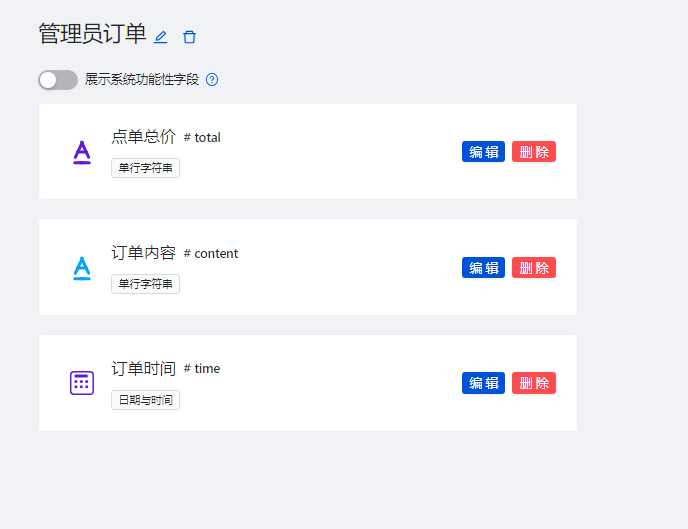 管理员订单
展示系统功能性字段
点单总价 # total
单行字符串
编辑 删除
订单内容 # content
单行字符串
编辑 删除
订单时间 # time
日期与时间
编辑 删除